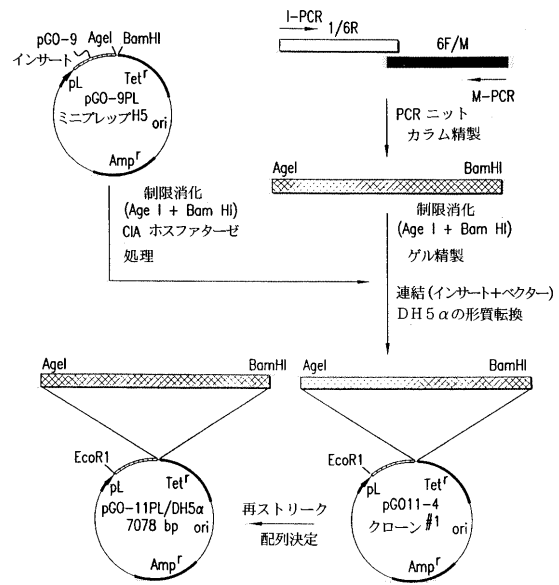 pGO-9 AgeI BamHI
インサート
pL
Tetr
pGO-9PL
ミニプレップH5 ori
Ampr
I-PCR
1/6R
6F/M
M-PCR
PCR ニット
カラム精製
AgeI BamHI
制限消化
(Age I + Bam HI)
CIA ホスファターゼ
処理
制限消化
(Age I + Bam HI)
ゲル精製
連結(インサート+ベクター)
DH5αの形質転換
AgeI BamHI
AgeI BamHI
EcoR1
pL
Tetr
pGO-11PL/DH5α
7078 bp ori
Ampr
再ストリーク
配列決定
EcoR1
pL
Tetr
pGO11-4
クローン#1 ori
Ampr